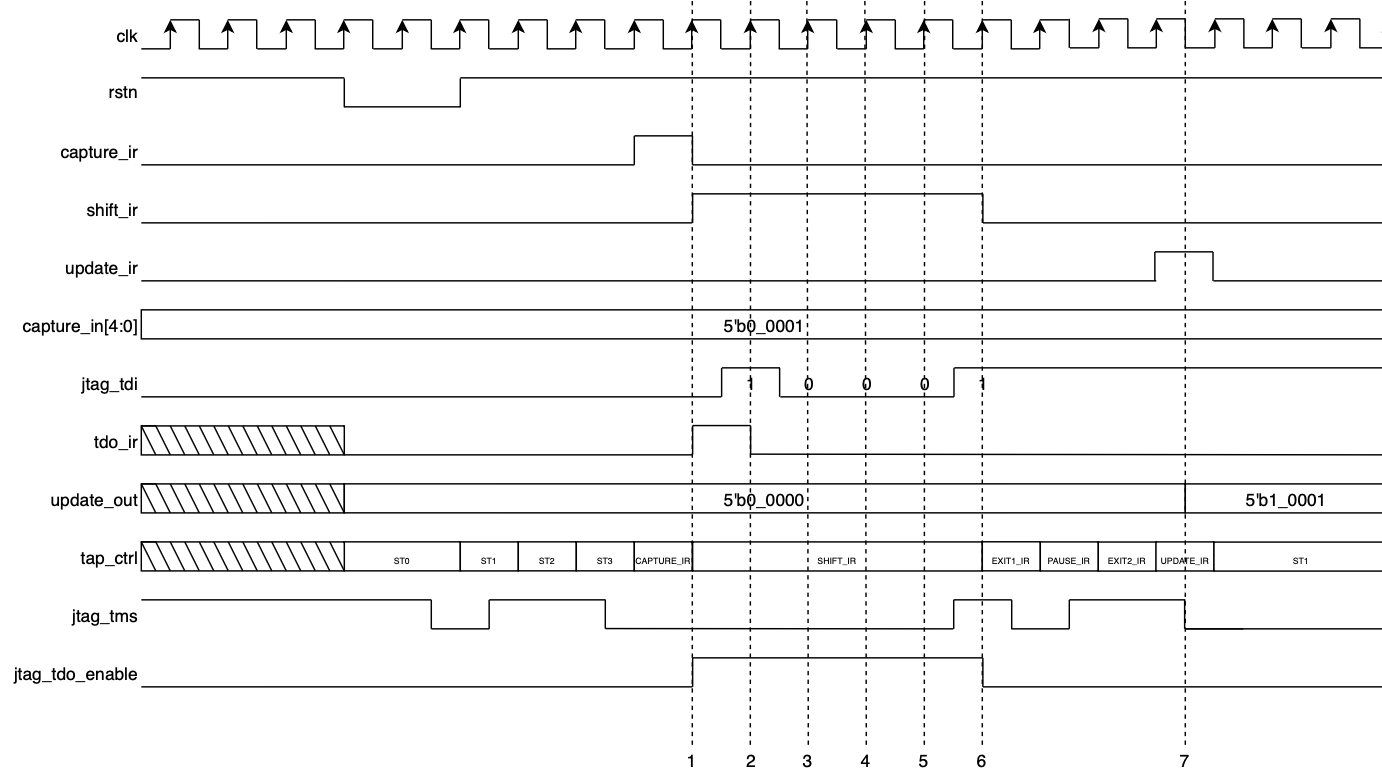 clk
rstn
capture_ir
shift_ir
update_ir
capture_in[4:0] 5'b0_0001
jtag_tdi 1 0 0 0 1
tdo_ir
update_out 5'b0_0000 5'b1_0001
tap_ctrl ST0 ST1 ST2 ST3 CAPTURE_IR SHIFT_IR EXIT1_IR PAUSE_IR EXIT2_IR UPDATE_IR ST1
jtag_tms
jtag_tdo_enable
1 2 3 4 5 6 7